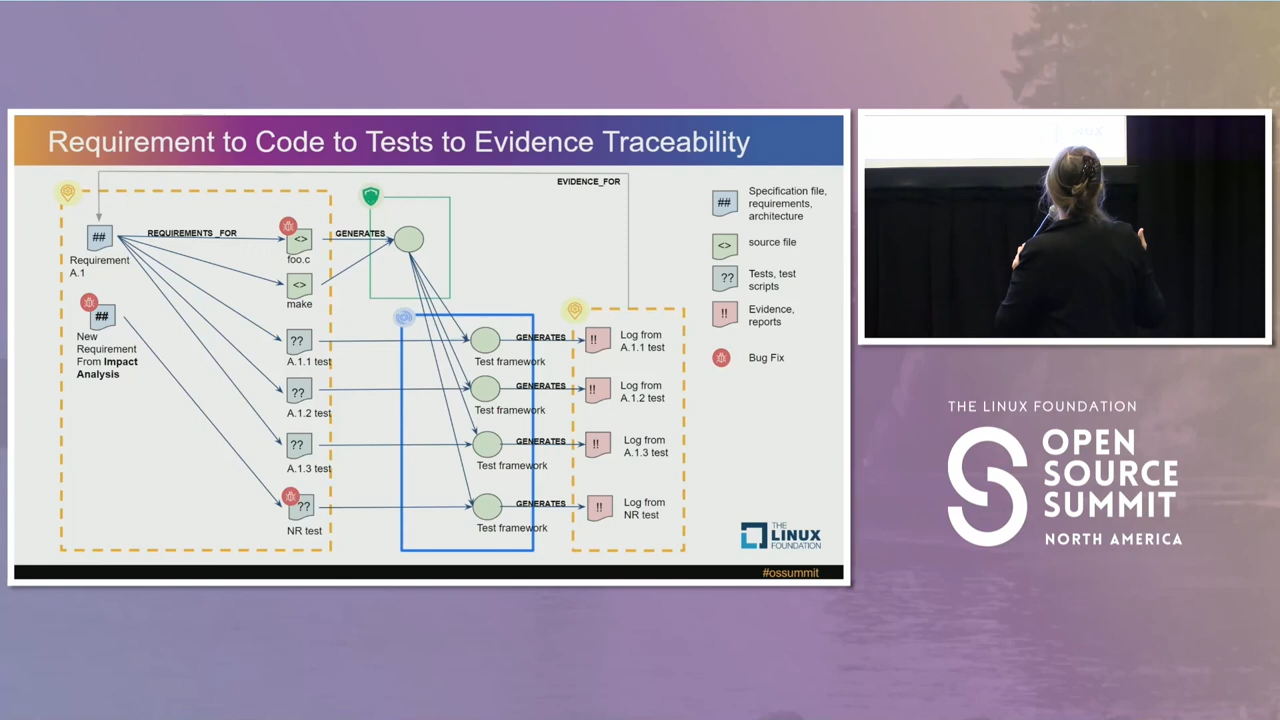 Requirement to Code to Tests to Evidence Traceability
EVIDENCE_FOR
##
Requirement
A.1
REQUIREMENTS_FOR
<>
foo.c
GENERATES
<>
make
##
New
Requirement
From Impact
Analysis
??
A.1.1 test
Test framework
GENERATES
!!
Log from
A.1.1 test
??
A.1.2 test
Test framework
GENERATES
!!
Log from
A.1.2 test
??
A.1.3 test
Test framework
GENERATES
!!
Log from
A.1.3 test
??
NR test
Test framework
GENERATES
!!
Log from
NR test
##
Specification file,
requirements,
architecture
<>
source file
??
Tests, test
scripts
!!
Evidence,
reports
Bug Fix
THE
LINUX
FOUNDATION
#ossummit
THE LINUX FOUNDATION
OPEN
SOURCE
SUMMIT
NORTH AMERICA